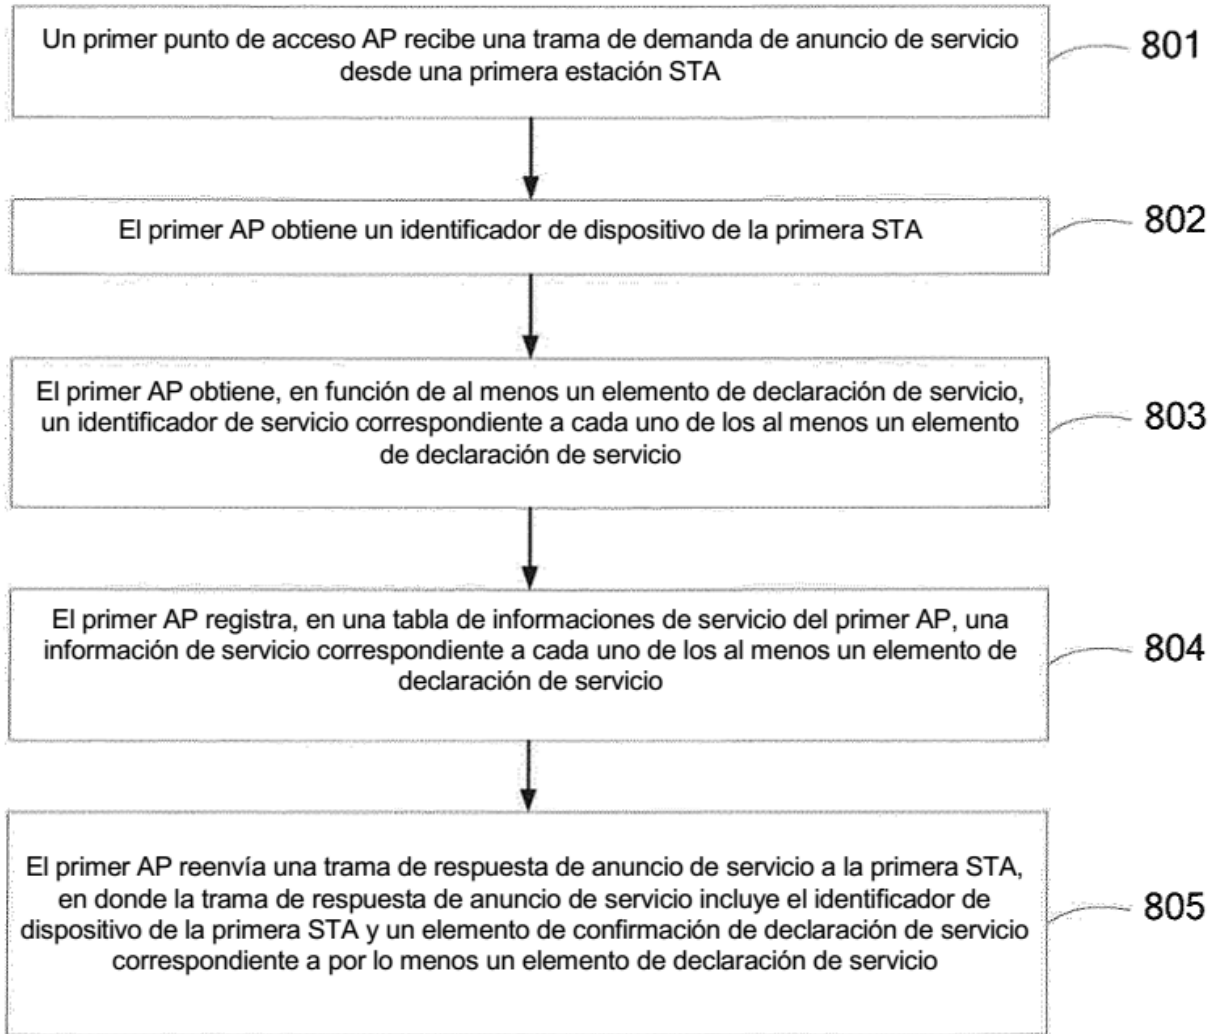 Un primer punto de acceso AP recibe una trama de demanda de anuncio de servicio
desde una primera estación STA
801
El primer AP obtiene un identificador de dispositivo de la primera STA
802
El primer AP obtiene, en función de al menos un elemento de declaración de servicio,
un identificador de servicio correspondiente a cada uno de los al menos un elemento
de declaración de servicio
803
El primer AP registra, en una tabla de informaciones de servicio del primer AP, una
información de servicio correspondiente a cada uno de los al menos un elemento de
declaración de servicio
804
El primer AP reenvía una trama de respuesta de anuncio de servicio a la primera STA,
en donde la trama de respuesta de anuncio de servicio incluye el identificador de
dispositivo de la primera STA y un elemento de confirmación de declaración de servicio
correspondiente a por lo menos un elemento de declaración de servicio
805